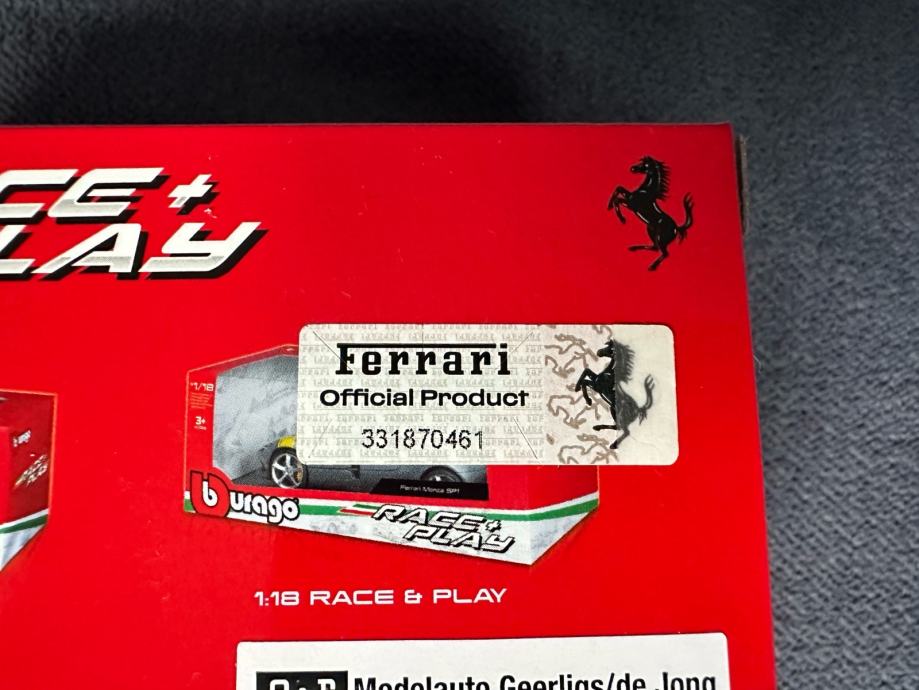 CE +
LAY
Ferrari
Official Product
331870461
1/18
3+
Ferrari Monza SP1
burago
RACE+
PLAY
burago
1:18 RACE & PLAY
Modelauto Geerligs/de Jong